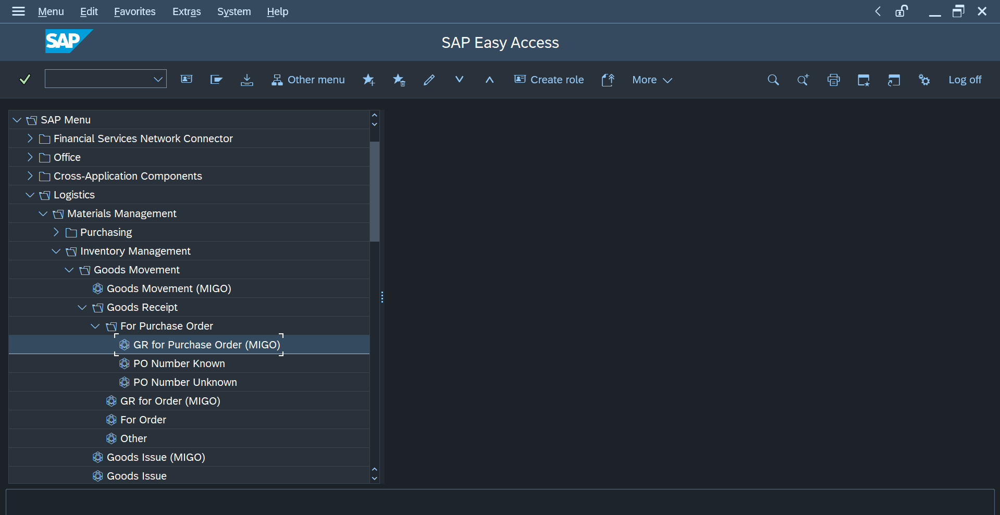 Menu Edit Favorites Extras System Help
SAP
SAP Easy Access
Other menu Create role More Log off
SAP Menu
Financial Services Network Connector
Office
Cross-Application Components
Logistics
Materials Management
Purchasing
Inventory Management
Goods Movement
Goods Movement (MIGO)
Goods Receipt
For Purchase Order
GR for Purchase Order (MIGO)
PO Number Known
PO Number Unknown
GR for Order (MIGO)
For Order
Other
Goods Issue (MIGO)
Goods Issue